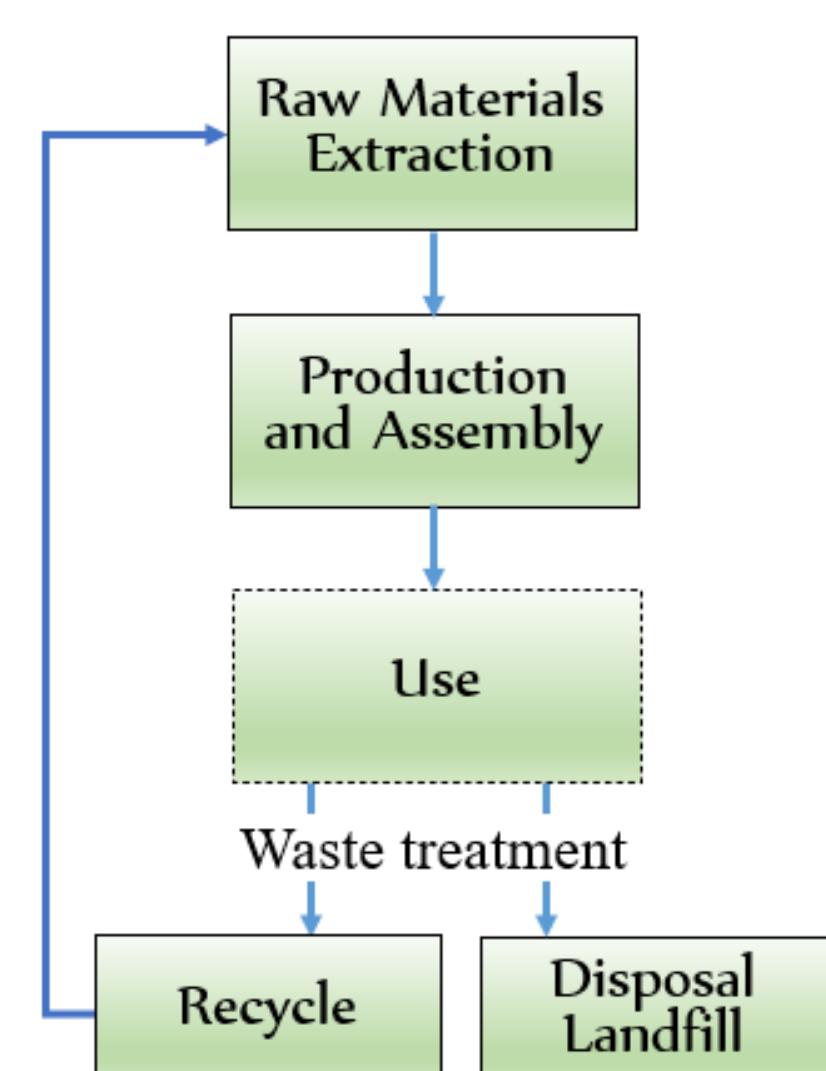 Raw Materials
Extraction
Production
and Assembly
Use
Waste treatment
Recycle
Disposal
Landfill